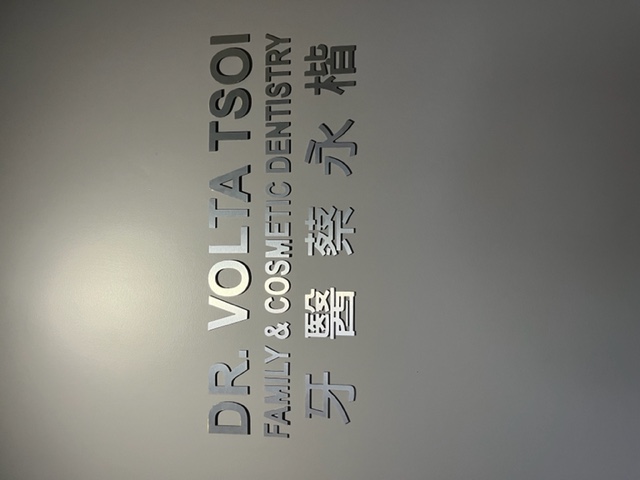 DR. VOLTA TSOI
FAMILY & COSMETIC DENTISTRY
牙醫蔡永楷